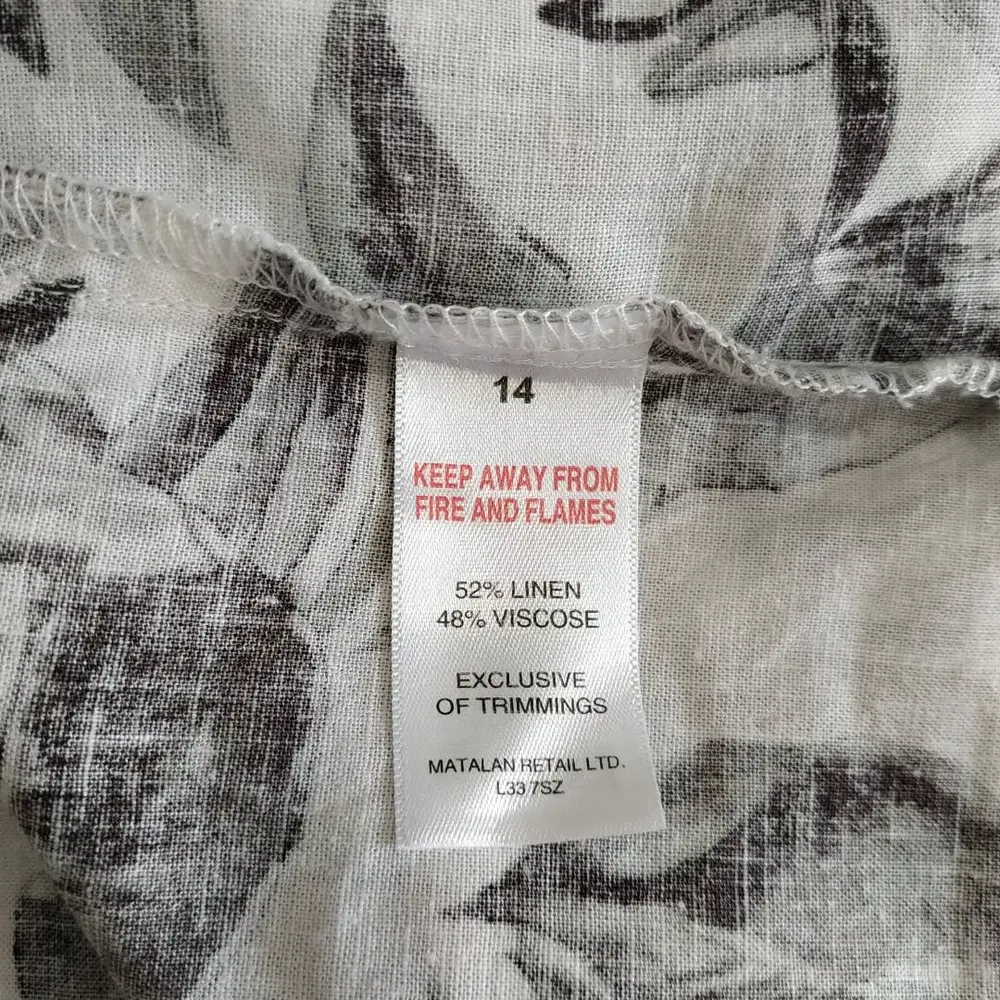 14
KEEP AWAY FROM
FIRE AND FLAMES
52% LINEN
48% VISCOSE
EXCLUSIVE
OF TRIMMINGS
MATALAN RETAIL LTD.
L33 7SZ